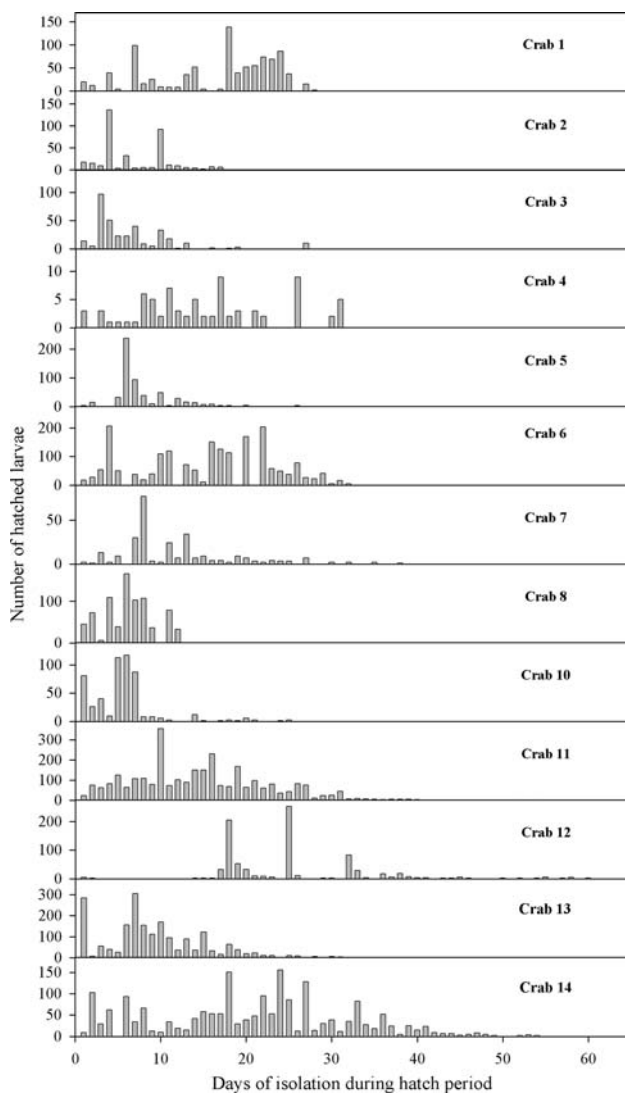 150
100
50
0
Crab 1
150
100
50
0
Crab 2
100
50
0
Crab 3
10
5
0
Crab 4
200
100
0
Crab 5
200
100
0
Crab 6
50
0
Crab 7
100
0
Crab 8
100
50
0
Crab 10
300
200
100
0
Crab 11
200
100
0
Crab 12
300
200
100
0
Crab 13
150
100
50
0
Crab 14
Number of hatched larvae
0 10 20 30 40 50 60
Days of isolation during hatch period